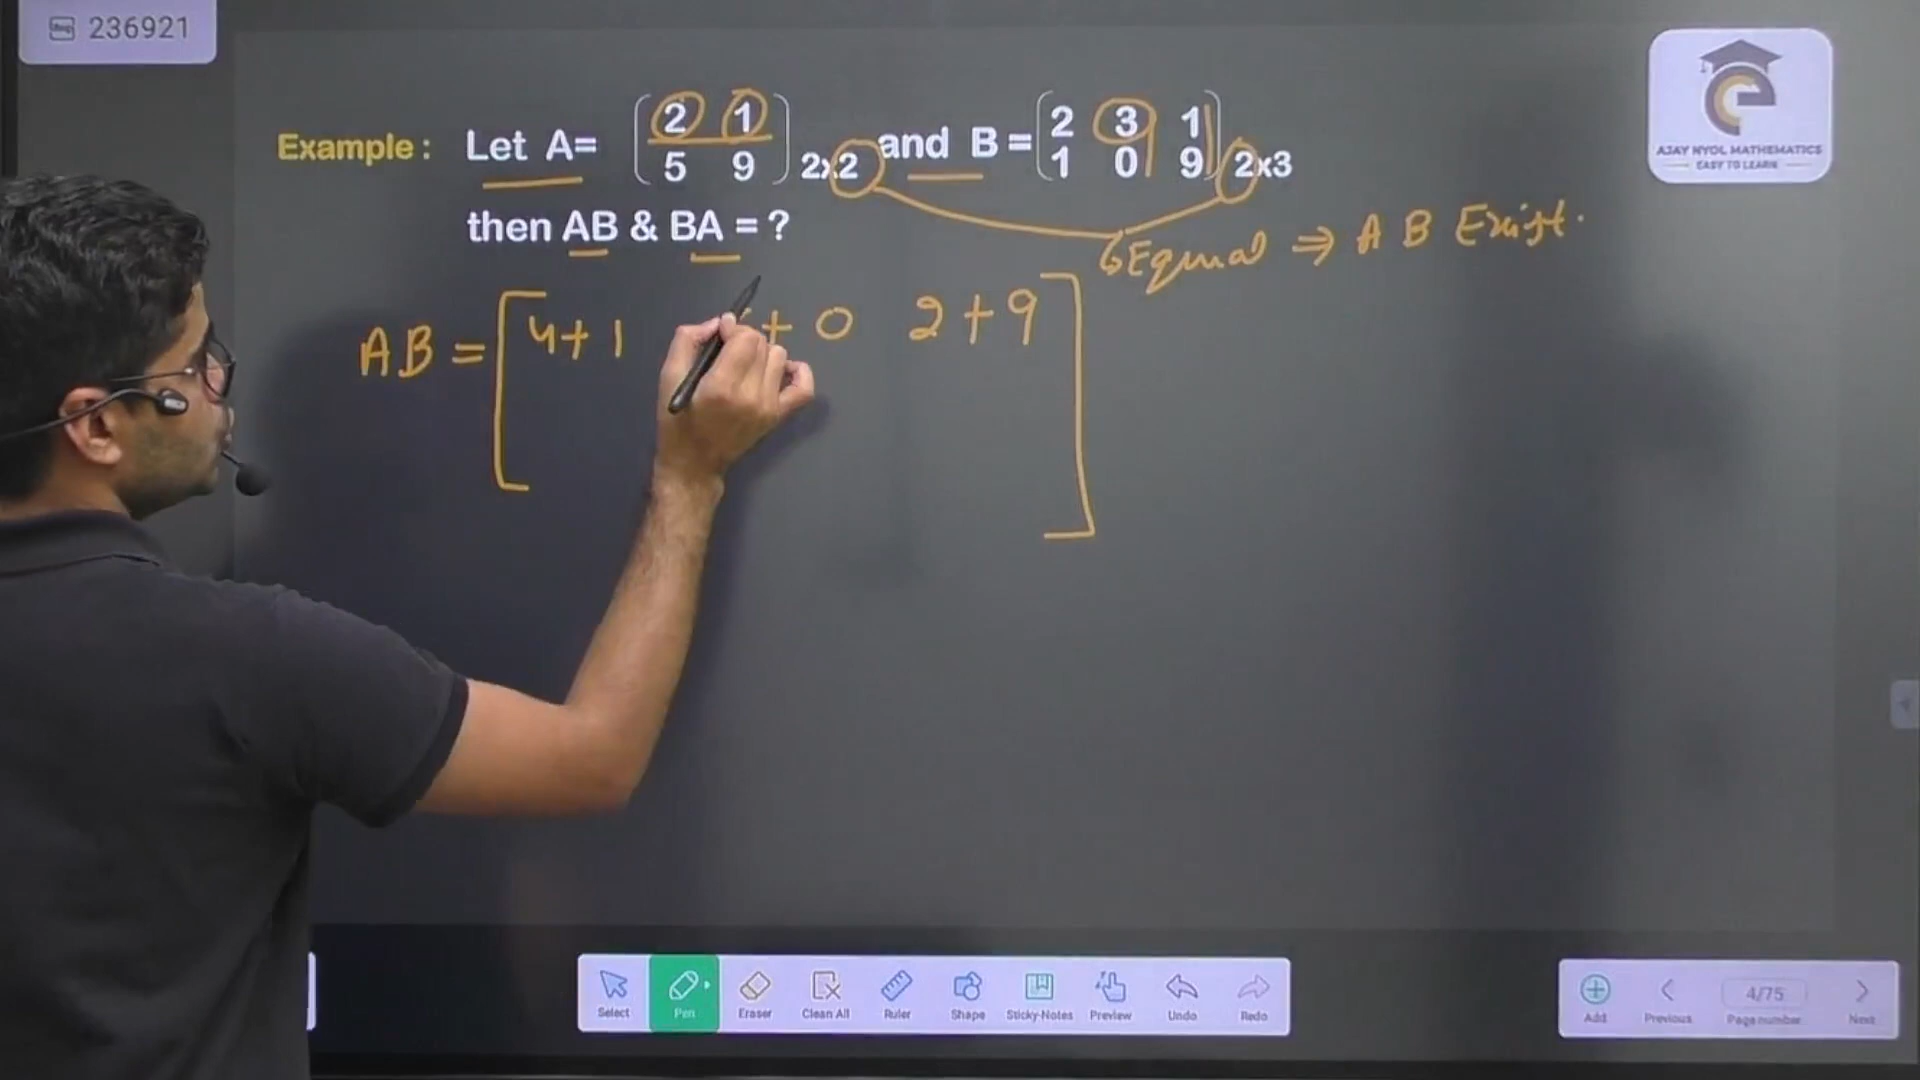 236921
Example : Let A= (2 1 5 9) 2x2 and B = (2 3 1 1 0 9) 2x3
then AB & BA = ?
Equal ⇒ A B Exist.
AB = [4+1 + 0 2+9]
AJAY NYOL MATHEMATICS
EASY TO LEARN
Select Pen Eraser Clean All Ruler Shape Sticky-Notes Preview Undo Redo
Add Previous 4/75 Page number Next